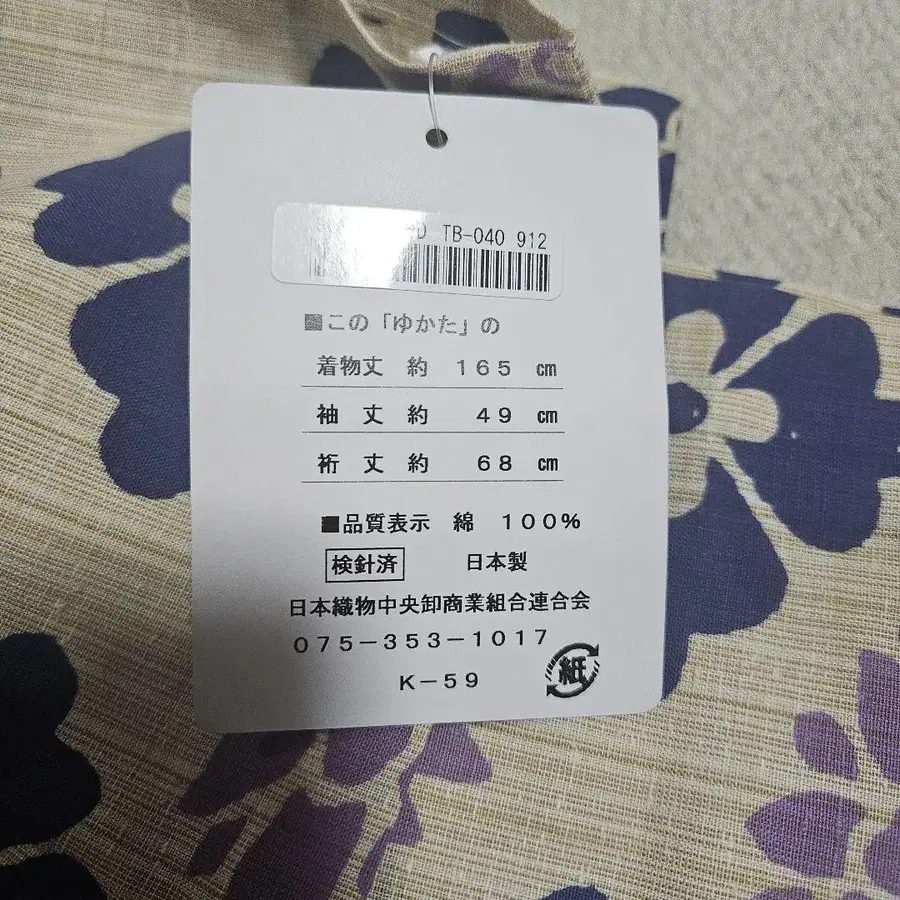 TB-040 912
■この「ゆかた」の
着物丈 約 165 ㎝
袖丈約 49 ㎝
裄丈約 68 ㎝
■品質表示 綿 100%
検針済 日本製
日本織物中央卸商業組合連合会
075-353-1017
K-59
紙